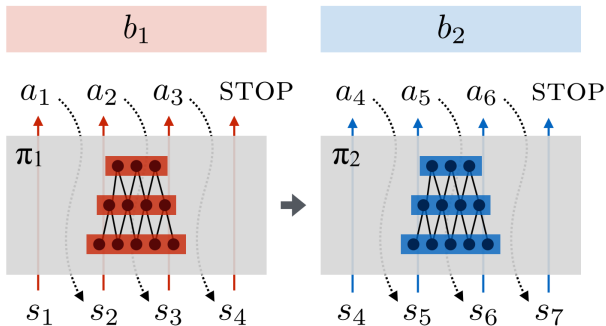 b₁ b₂
a₁ a₂ a₃ STOP a₄ a₅ a₆ STOP
π₁ π₂
s₁ s₂ s₃ s₄ s₄ s₅ s₆ s₇